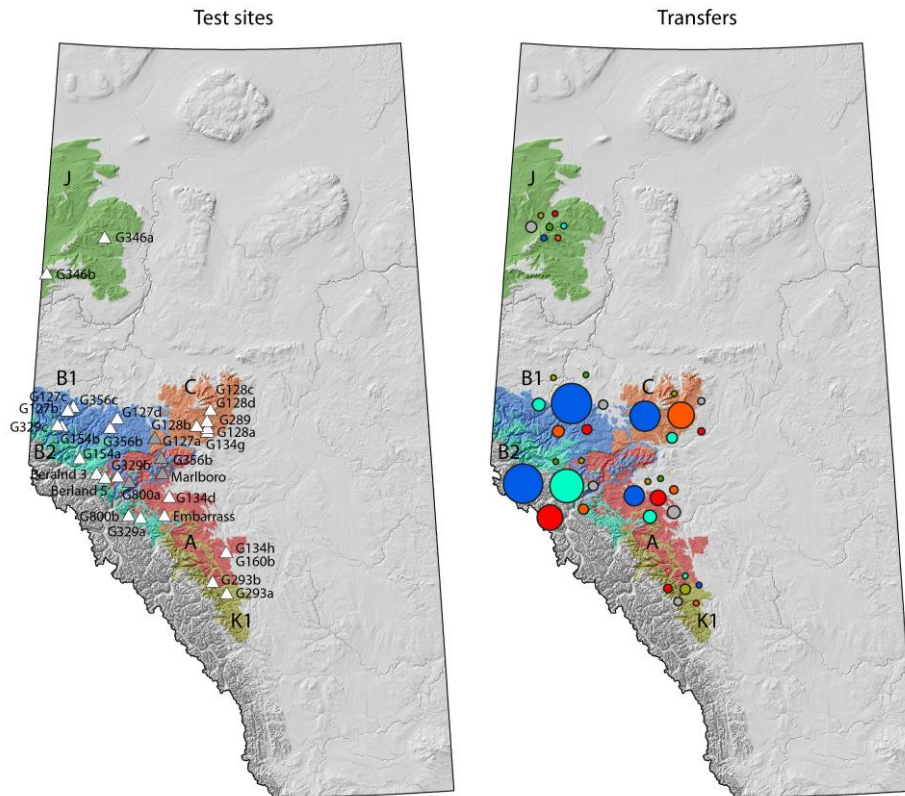 Test sites
Transfers
J
G346a
G346b
B1
C
G128c
G127c
G356c
G128d
G127b
G127d
G289
G329c
G128b
G128a
G154b
G356b
G127a
G134g
B2
G154a
G329b
G356b
Beralnd 3
Marlboro
Berland 5
G800a
G134d
G800b
Embarrass
G329a
A
G134h
G160b
G293b
G293a
K1
J
B1
C
B2
A
K1